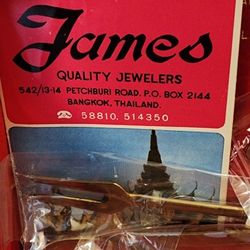 James
QUALITY JEWELERS
542/13-14 PETCHBURI ROAD. P.O. BOX 2144
BANGKOK, THAILAND.
☎ 58810, 514350